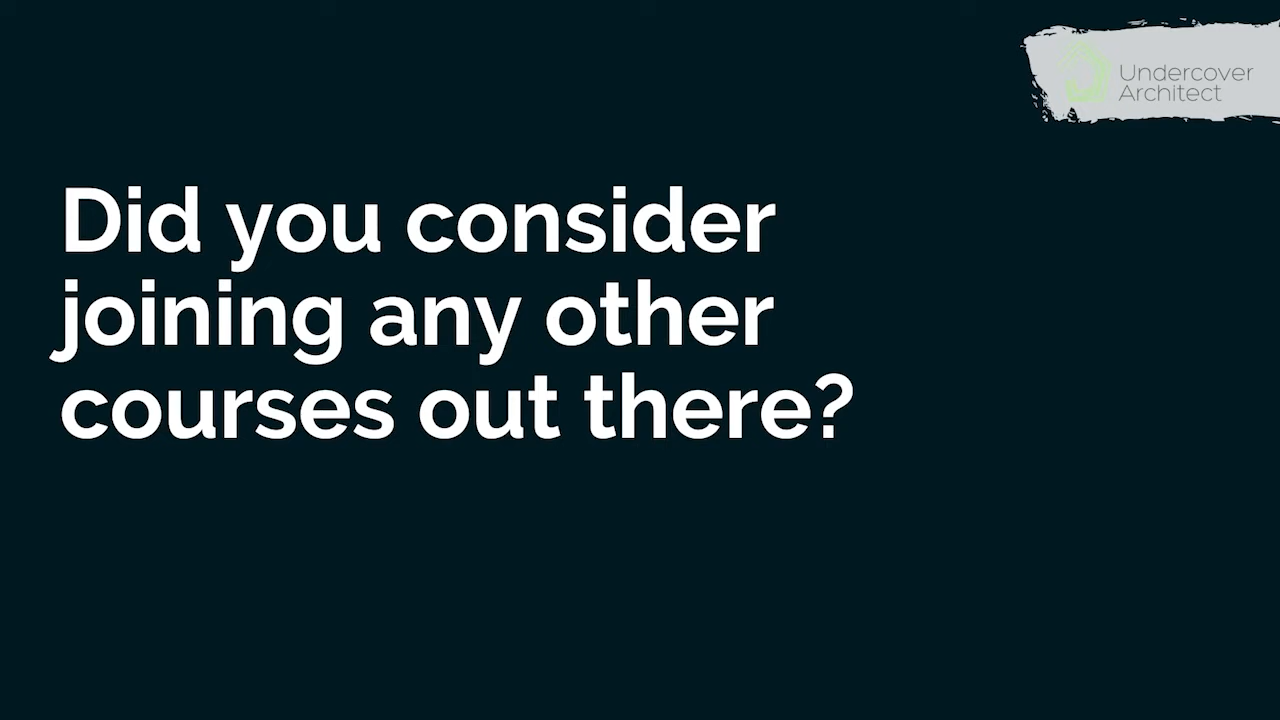 Undercover
Architect
Did you consider
joining any other
courses out there?